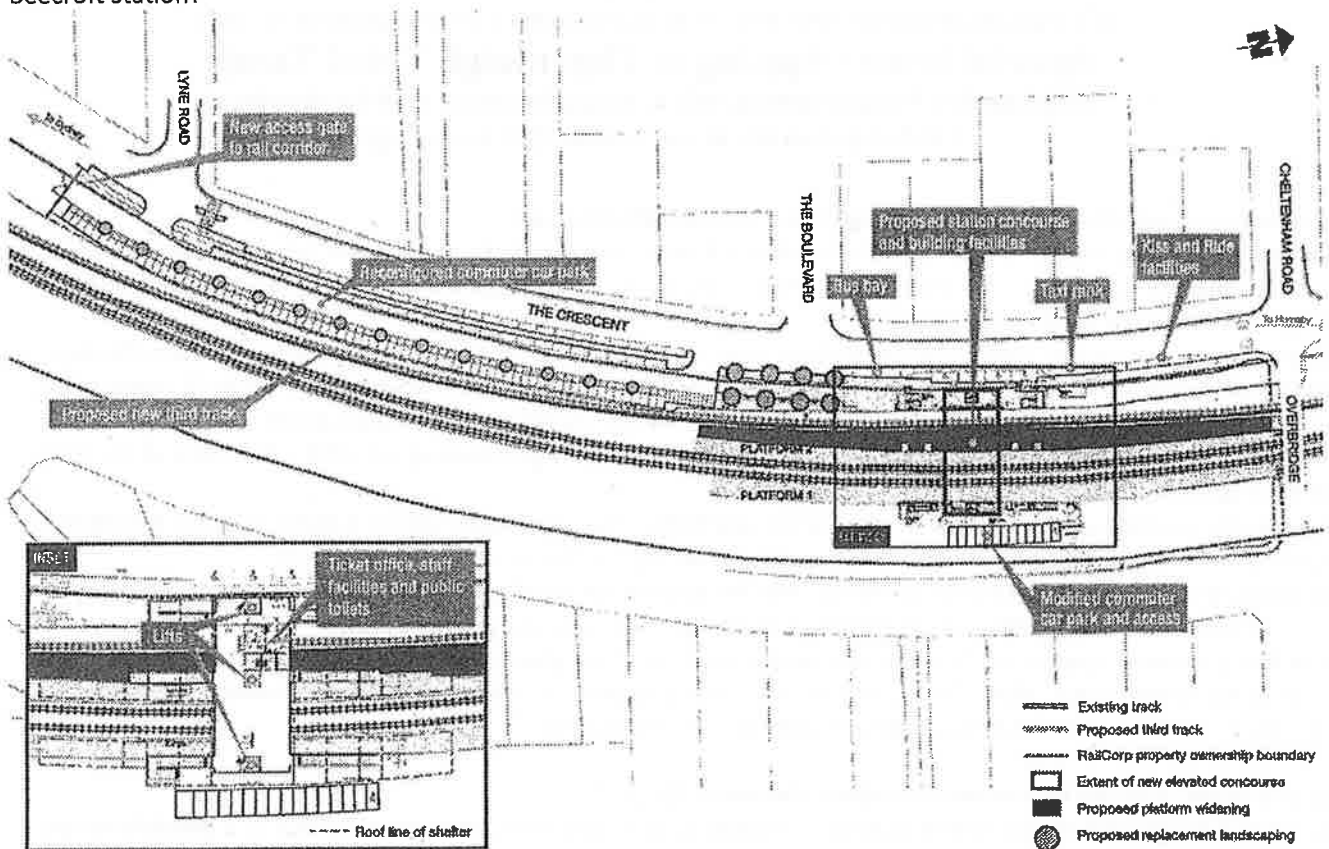 Beecroft station?
N
LYNE ROAD
To Sydney
New access gate
to rail corridor
Reconfigured commuter car park
THE CRESCENT
THE BOULEVARD
Proposed station concourse
and building facilities
Bus bay
Taxi rank
Kiss and Ride
facilities
CHELTENHAM ROAD
To Hornsby
OVERBRIDGE
Proposed new third track
PLATFORM 2
PLATFORM 1
INSET
Modified commuter
car park and access
INSET
Ticket office, staff
facilities and public
toilets
Lifts
Roof line of shelter
Existing track
Proposed third track
RailCorp property ownership boundary
Extent of new elevated concourse
Proposed platform widening
Proposed replacement landscaping